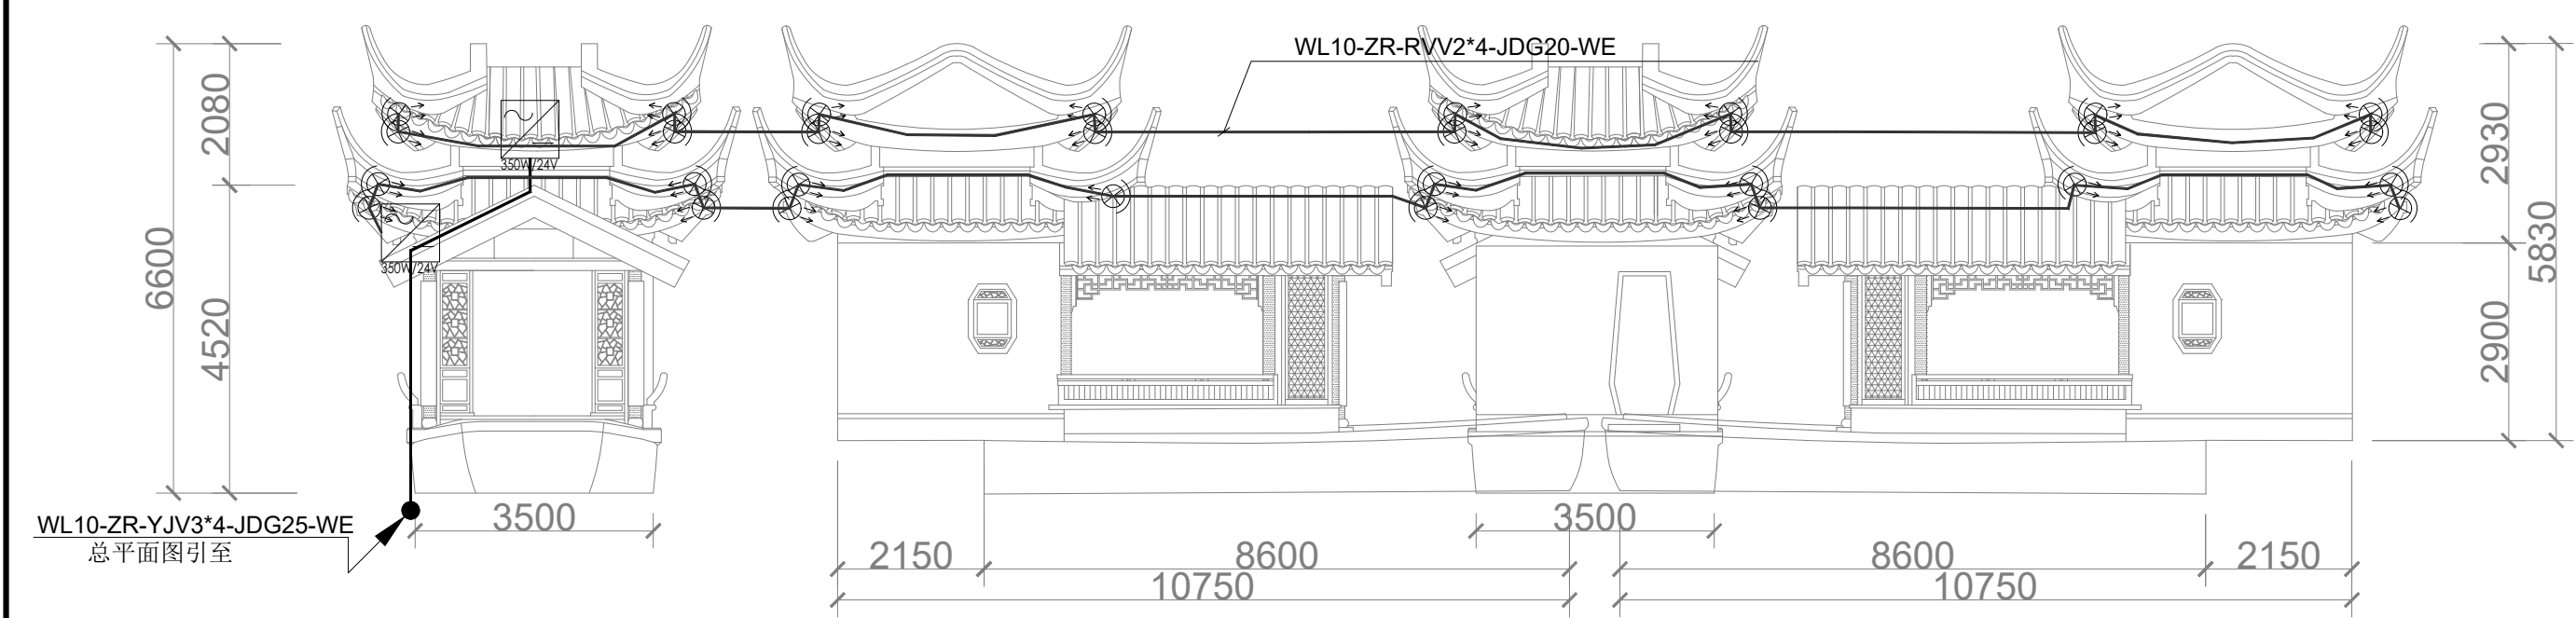 WL10-ZR-RVV2*4-JDG20-WE
2080
350W/24V
2930
6600
350W/24V
5830
4520
2900
WL10-ZR-YJV3*4-JDG25-WE
总平面图引至
3500
3500
2150
8600
8600
2150
10750
10750